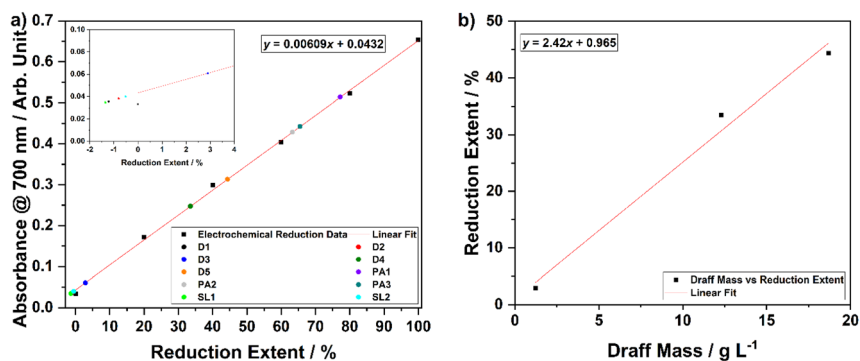 a)
0.7
0.6
0.5
0.4
0.3
0.2
0.1
0.0
Absorbance @ 700 nm / Arb. Unit
0 10 20 30 40 50 60 70 80 90 100
Reduction Extent / %
y = 0.00609x + 0.0432
0.10
0.08
0.06
0.04
0.02
0.00
-2 -1 0 1 2 3 4
Reduction Extent / %
Electrochemical Reduction Data Linear Fit
D1 D2
D3 D4
D5 PA1
PA2 PA3
SL1 SL2
b)
50
40
30
20
10
0
Reduction Extent / %
0 5 10 15 20
Draff Mass / g L⁻¹
y = 2.42x + 0.965
Draff Mass vs Reduction Extent
Linear Fit